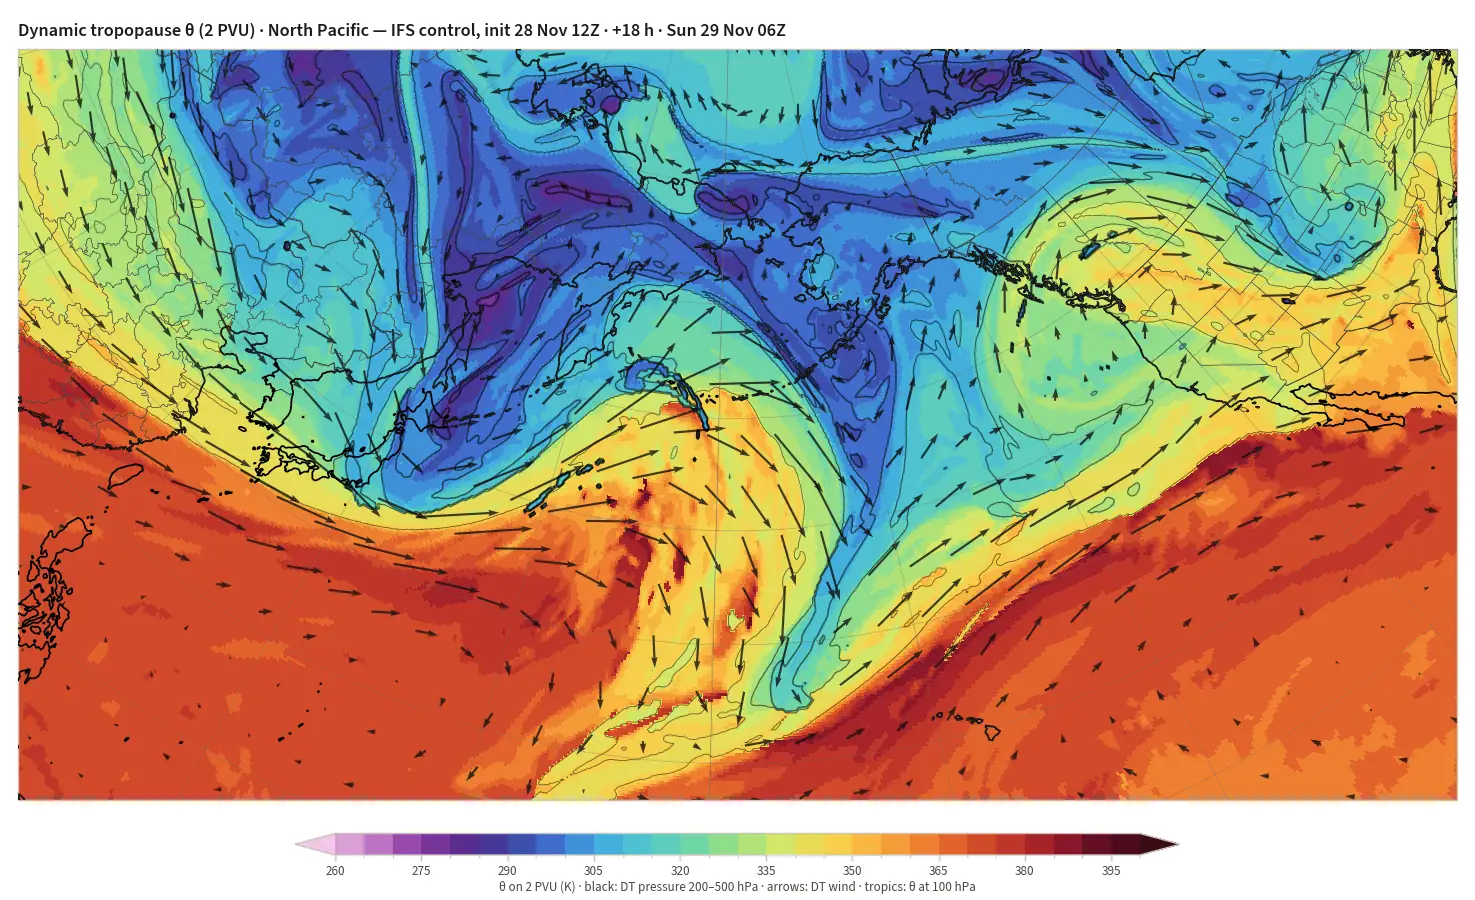 Dynamic tropopause θ (2 PVU) · North Pacific — IFS control, init 28 Nov 12Z · +18 h · Sun 29 Nov 06Z
260 275 290 305 320 335 350 365 380 395
θ on 2 PVU (K) · black: DT pressure 200–500 hPa · arrows: DT wind · tropics: θ at 100 hPa